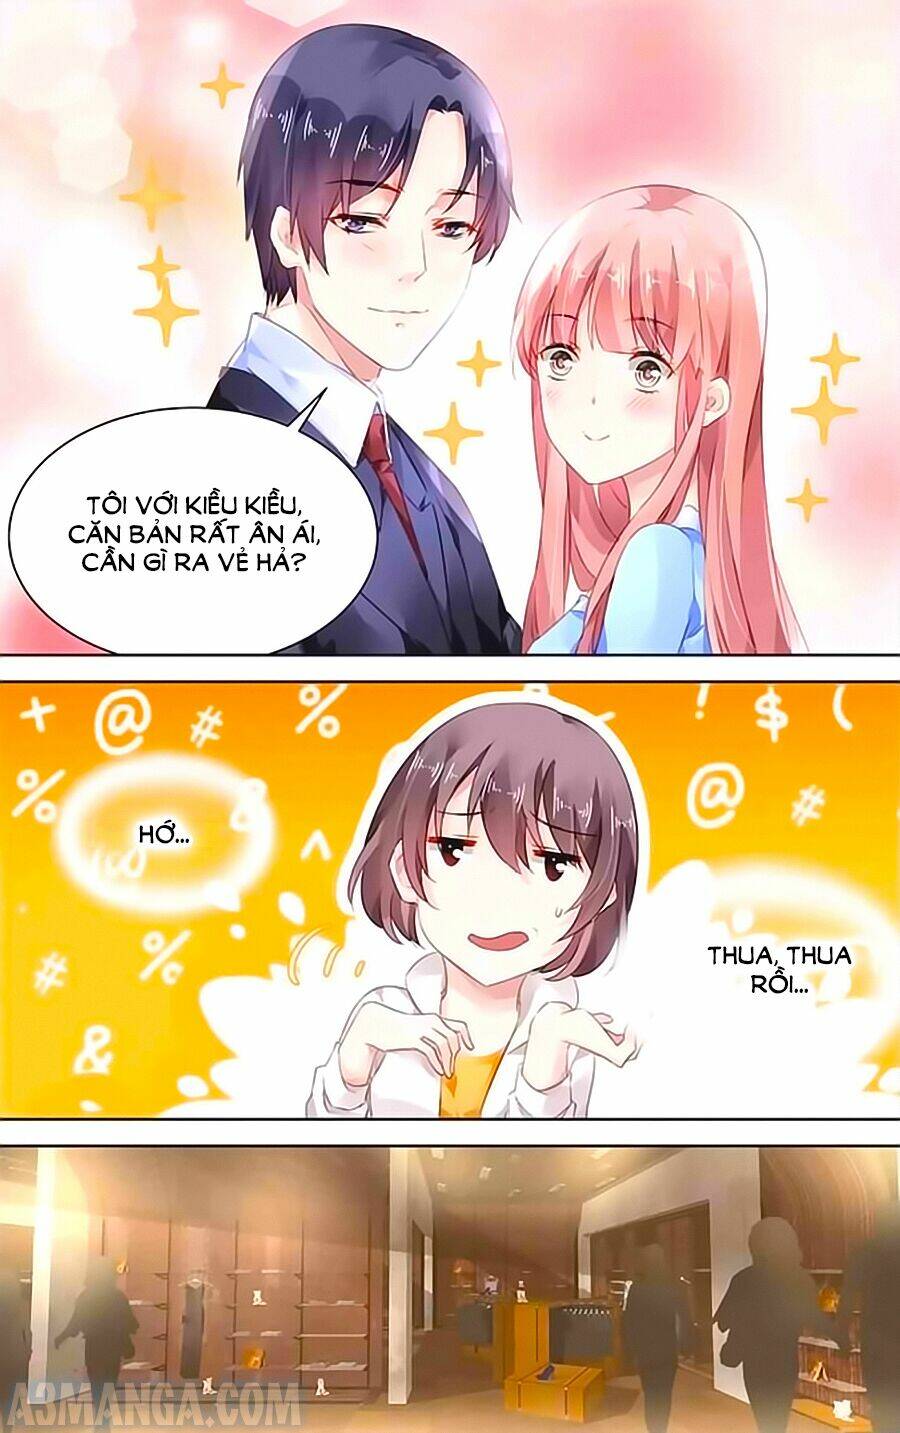 TÔI VỚI KIỀU KIỀU,
CĂN BẢN RẤT ÂN ÁI,
CẦN GÌ RA VẺ HẢ?
+ @ # % ! $ (
% & @ #
HỚ...
^
THUA, THUA
RỒI...
# %
&
A3MANGA.COM